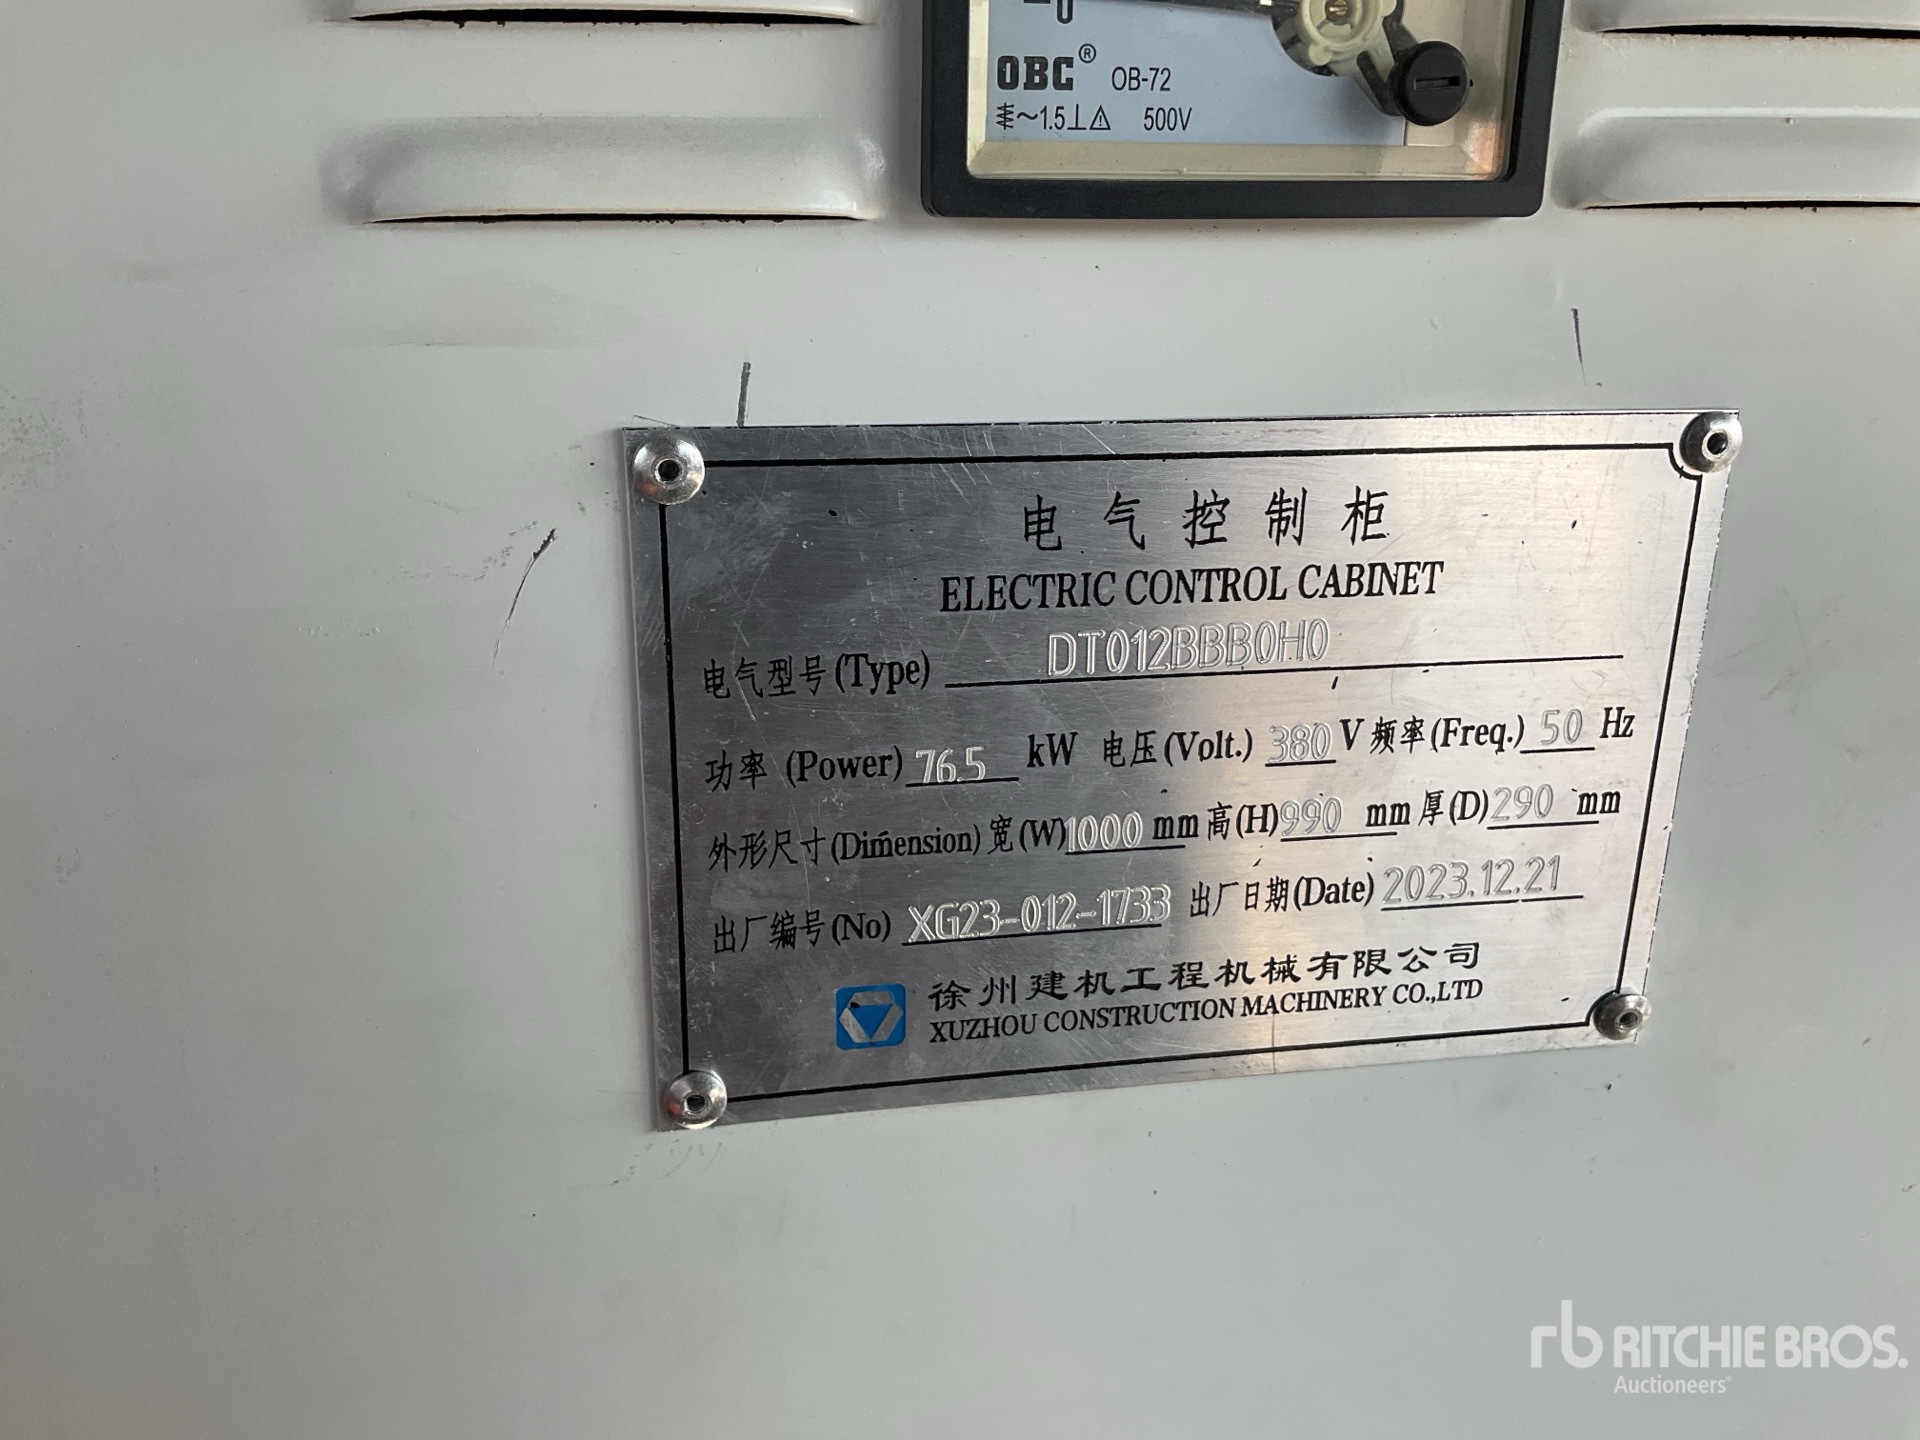 0
OBC® OB-72
~1.5⊥⚠ 500V
电气控制柜
ELECTRIC CONTROL CABINET
电气型号(Type) DT012BBB0H0
功率 (Power) 76.5 kW 电压(Volt.) 380 V 频率(Freq.) 50 Hz
外形尺寸(Dimension) 宽(W)1000 mm 高(H)990 mm 厚(D)290 mm
出厂编号(No) XG23-012-1733 出厂日期(Date) 2023.12.21
徐州建机工程机械有限公司
XUZHOU CONSTRUCTION MACHINERY CO.,LTD
rb RITCHIE BROS.
Auctioneers